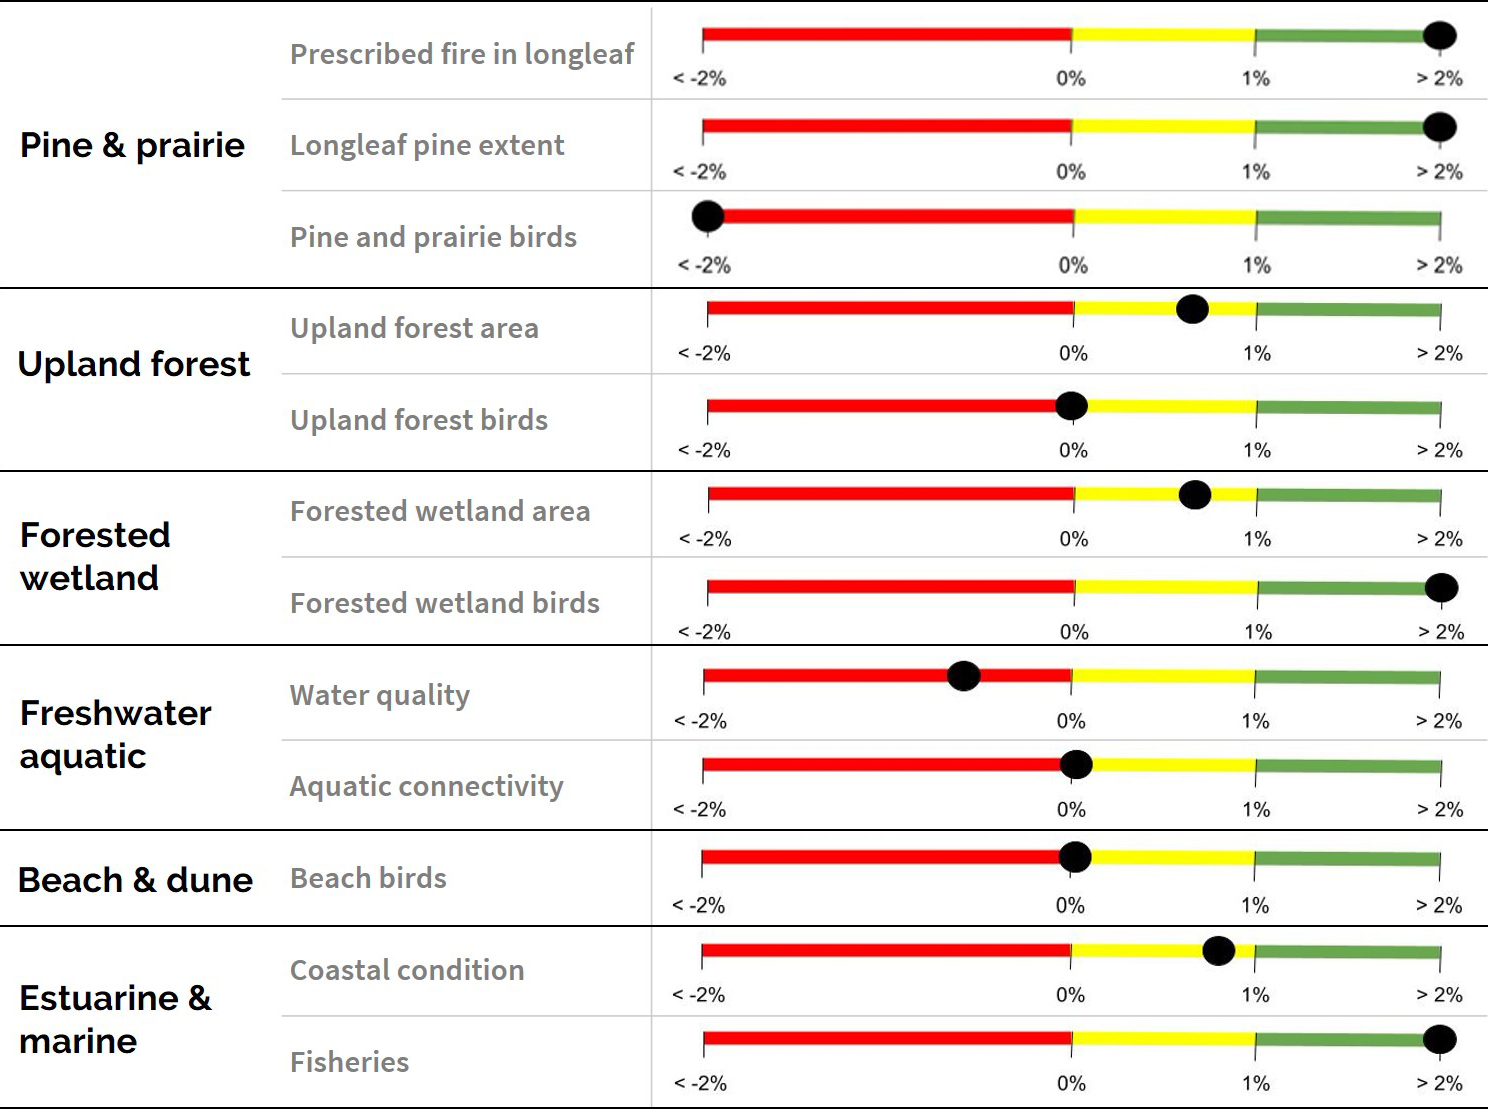 Pine & prairie
Prescribed fire in longleaf
< -2% 0% 1% > 2%
Longleaf pine extent
< -2% 0% 1% > 2%
Pine and prairie birds
< -2% 0% 1% > 2%
Upland forest
Upland forest area
< -2% 0% 1% > 2%
Upland forest birds
< -2% 0% 1% > 2%
Forested
wetland
Forested wetland area
< -2% 0% 1% > 2%
Forested wetland birds
< -2% 0% 1% > 2%
Freshwater
aquatic
Water quality
< -2% 0% 1% > 2%
Aquatic connectivity
< -2% 0% 1% > 2%
Beach & dune
Beach birds
< -2% 0% 1% > 2%
Estuarine &
marine
Coastal condition
< -2% 0% 1% > 2%
Fisheries
< -2% 0% 1% > 2%